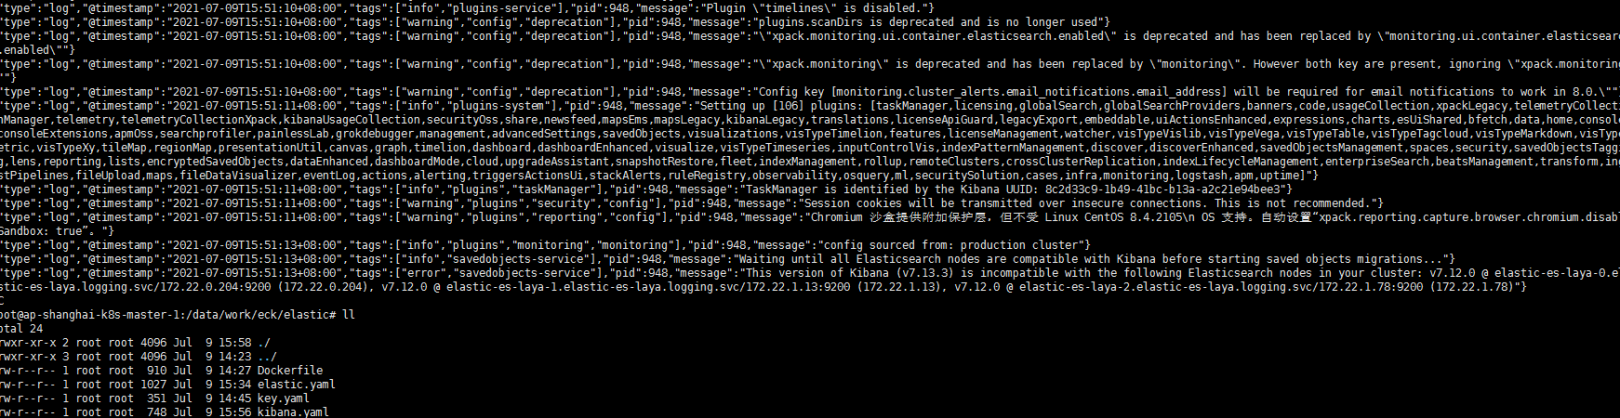 "type":"log","@timestamp":"2021-07-09T15:51:10+08:00","tags":["info","plugins-service"],"pid":948,"message":"Plugin \"timelines\" is disabled."}
"type":"log","@timestamp":"2021-07-09T15:51:10+08:00","tags":["warning","config","deprecation"],"pid":948,"message":"plugins.scanDirs is deprecated and is no longer used"}
"type":"log","@timestamp":"2021-07-09T15:51:10+08:00","tags":["warning","config","deprecation"],"pid":948,"message":"\"xpack.monitoring.ui.container.elasticsearch.enabled\" is deprecated and has been replaced by \"monitoring.ui.container.elasticsear
.enabled\""}
"type":"log","@timestamp":"2021-07-09T15:51:10+08:00","tags":["warning","config","deprecation"],"pid":948,"message":"\"xpack.monitoring\" is deprecated and has been replaced by \"monitoring\". However both key are present, ignoring \"xpack.monitorin
""}
"type":"log","@timestamp":"2021-07-09T15:51:10+08:00","tags":["warning","config","deprecation"],"pid":948,"message":"Config key [monitoring.cluster_alerts.email_notifications.email_address] will be required for email notifications to work in 8.0.\""
"type":"log","@timestamp":"2021-07-09T15:51:11+08:00","tags":["info","plugins-system"],"pid":948,"message":"Setting up [106] plugins: [taskManager,licensing,globalSearch,globalSearchProviders,banners,code,usageCollection,xpackLegacy,telemetryCollect
nManager,telemetry,telemetryCollectionXpack,kibanaUsageCollection,securityOss,share,newsfeed,mapsEms,mapsLegacy,kibanaLegacy,translations,licenseApiGuard,legacyExport,embeddable,uiActionsEnhanced,expressions,charts,esUiShared,bfetch,data,home,consol
consoleExtensions,apmOss,searchprofiler,painlessLab,grokdebugger,management,advancedSettings,savedObjects,visualizations,visTypeTimelion,features,licenseManagement,watcher,visTypeVislib,visTypeVega,visTypeTable,visTypeTagcloud,visTypeMarkdown,visTyp
etric,visTypeXy,tileMap,regionMap,presentationUtil,canvas,graph,timelion,dashboard,dashboardEnhanced,visualize,visTypeTimeseries,inputControlVis,indexPatternManagement,discover,discoverEnhanced,savedObjectsManagement,spaces,security,savedObjectsTagg
g,lens,reporting,lists,encryptedSavedObjects,dataEnhanced,dashboardMode,cloud,upgradeAssistant,snapshotRestore,fleet,indexManagement,rollup,remoteClusters,crossClusterReplication,indexLifecycleManagement,enterpriseSearch,beatsManagement,transform,in
stPipelines,fileUpload,maps,fileDataVisualizer,eventLog,actions,alerting,triggersActionsUi,stackAlerts,ruleRegistry,observability,osquery,ml,securitySolution,cases,infra,monitoring,logstash,apm,uptime]"}
"type":"log","@timestamp":"2021-07-09T15:51:11+08:00","tags":["info","plugins","taskManager"],"pid":948,"message":"TaskManager is identified by the Kibana UUID: 8c2d33c9-1b49-41bc-b13a-a2c21e94bee3"}
"type":"log","@timestamp":"2021-07-09T15:51:11+08:00","tags":["warning","plugins","security","config"],"pid":948,"message":"Session cookies will be transmitted over insecure connections. This is not recommended."}
"type":"log","@timestamp":"2021-07-09T15:51:11+08:00","tags":["warning","plugins","reporting","config"],"pid":948,"message":"Chromium 沙盒提供附加保护层，但不受 Linux CentOS 8.4.2105\n OS 支持。自动设置“xpack.reporting.capture.browser.chromium.disab
Sandbox: true”。"}
"type":"log","@timestamp":"2021-07-09T15:51:13+08:00","tags":["info","plugins","monitoring","monitoring"],"pid":948,"message":"config sourced from: production cluster"}
"type":"log","@timestamp":"2021-07-09T15:51:13+08:00","tags":["info","savedobjects-service"],"pid":948,"message":"Waiting until all Elasticsearch nodes are compatible with Kibana before starting saved objects migrations..."}
"type":"log","@timestamp":"2021-07-09T15:51:13+08:00","tags":["error","savedobjects-service"],"pid":948,"message":"This version of Kibana (v7.13.3) is incompatible with the following Elasticsearch nodes in your cluster: v7.12.0 @ elastic-es-laya-0.e
stic-es-laya.logging.svc/172.22.0.204:9200 (172.22.0.204), v7.12.0 @ elastic-es-laya-1.elastic-es-laya.logging.svc/172.22.1.13:9200 (172.22.1.13), v7.12.0 @ elastic-es-laya-2.elastic-es-laya.logging.svc/172.22.1.78:9200 (172.22.1.78)"}
C
oot@ap-shanghai-k8s-master-1:/data/work/eck/elastic# ll
otal 24
rwxr-xr-x 2 root root 4096 Jul  9 15:58 ./
rwxr-xr-x 3 root root 4096 Jul  9 14:23 ../
rw-r--r-- 1 root root  910 Jul  9 14:27 Dockerfile
rw-r--r-- 1 root root 1027 Jul  9 15:34 elastic.yaml
rw-r--r-- 1 root root  351 Jul  9 14:45 key.yaml
rw-r--r-- 1 root root  748 Jul  9 15:56 kibana.yaml